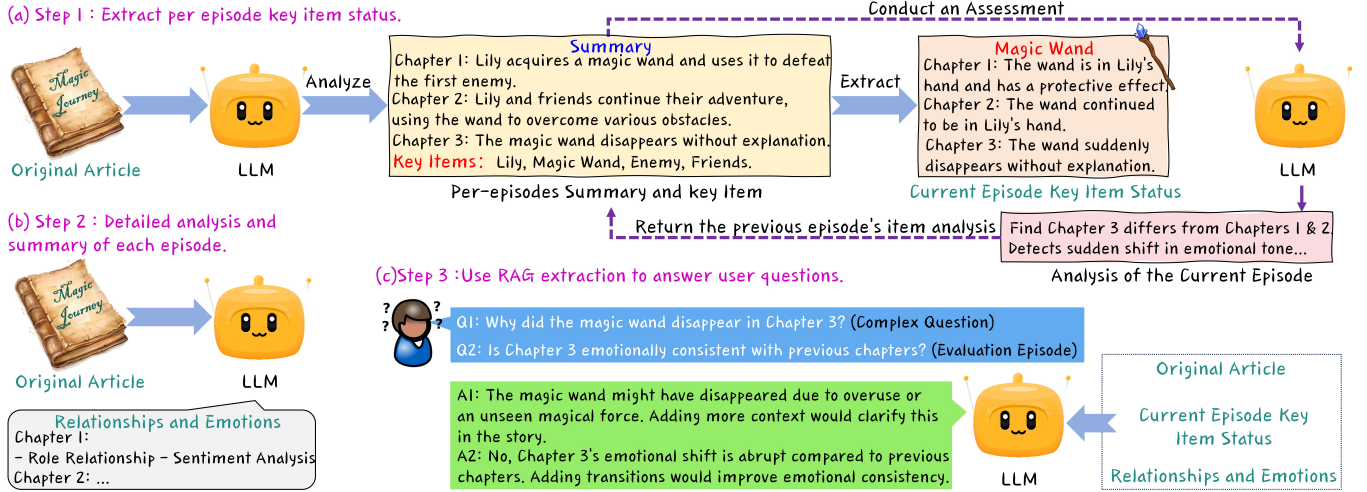 (a) Step 1 : Extract per episode key item status.
Magic
Journey
Original Article
LLM
Analyze
Summary
Chapter 1: Lily acquires a magic wand and uses it to defeat
the first enemy.
Chapter 2: Lily and friends continue their adventure,
using the wand to overcome various obstacles.
Chapter 3: The magic wand disappears without explanation.
Key Items: Lily, Magic Wand, Enemy, Friends.
Per-episodes Summary and key Item
Extract
Conduct an Assessment
Magic Wand
Chapter 1: The wand is in Lily's
hand and has a protective effect.
Chapter 2: The wand continued
to be in Lily's hand.
Chapter 3: The wand suddenly
disappears without explanation.
Current Episode Key Item Status
LLM
Return the previous episode's item analysis
Find Chapter 3 differs from Chapters 1 & 2.
Detects sudden shift in emotional tone...
Analysis of the Current Episode
(b) Step 2 : Detailed analysis and
summary of each episode.
Magic
Journey
Original Article
LLM
Relationships and Emotions
Chapter 1:
- Role Relationship - Sentiment Analysis
Chapter 2: ...
(c)Step 3 :Use RAG extraction to answer user questions.
? ? ? ?
Q1: Why did the magic wand disappear in Chapter 3? (Complex Question)
Q2: Is Chapter 3 emotionally consistent with previous chapters? (Evaluation Episode)
A1: The magic wand might have disappeared due to overuse or
an unseen magical force. Adding more context would clarify this
in the story.
A2: No, Chapter 3's emotional shift is abrupt compared to previous
chapters. Adding transitions would improve emotional consistency.
LLM
Original Article
Current Episode Key
Item Status
Relationships and Emotions